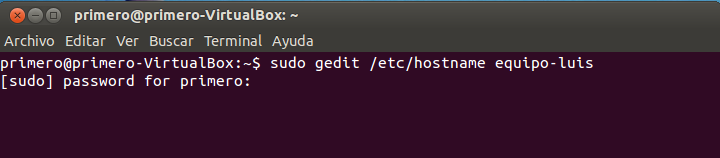 primero@primero-VirtualBox: ~
Archivo Editar Ver Buscar Terminal Ayuda
primero@primero-VirtualBox:~$ sudo gedit /etc/hostname equipo-luis
[sudo] password for primero: